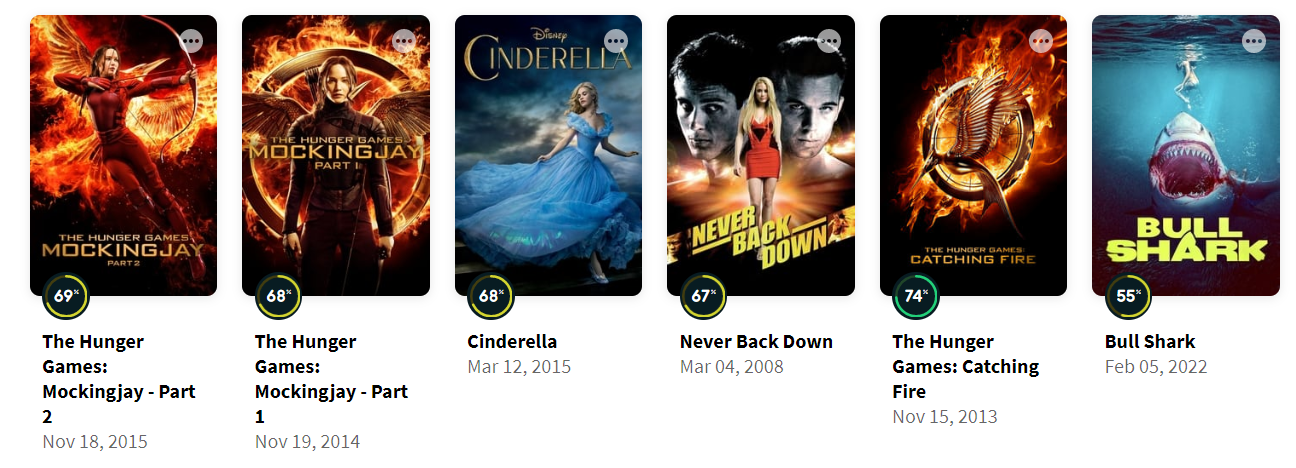 THE HUNGER GAMES
MOCKINGJAY
PART 2
69%
The Hunger
Games:
Mockingjay - Part
2
Nov 18, 2015
THE HUNGER GAMES:
MOCKINGJAY
PART 1
68%
The Hunger
Games:
Mockingjay - Part
1
Nov 19, 2014
Disney
CINDERELLA
68%
Cinderella
Mar 12, 2015
NEVER
BACK
DOWN
67%
Never Back Down
Mar 04, 2008
THE HUNGER GAMES:
CATCHING FIRE
74%
The Hunger
Games: Catching
Fire
Nov 15, 2013
BULL
SHARK
55%
Bull Shark
Feb 05, 2022